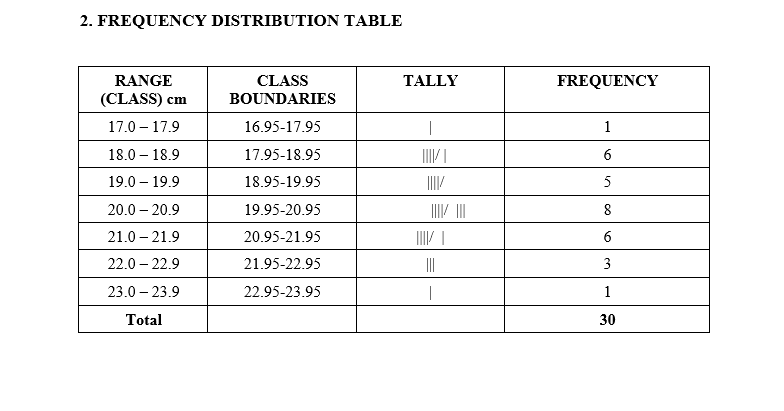 2. FREQUENCY DISTRIBUTION TABLE
RANGE (CLASS) cm | CLASS BOUNDARIES | TALLY | FREQUENCY
17.0 – 17.9 | 16.95-17.95 | | | 1
18.0 – 18.9 | 17.95-18.95 | ||||/ | | 6
19.0 – 19.9 | 18.95-19.95 | ||||/ | 5
20.0 – 20.9 | 19.95-20.95 | ||||/ ||| | 8
21.0 – 21.9 | 20.95-21.95 | ||||/ | | 6
22.0 – 22.9 | 21.95-22.95 | ||| | 3
23.0 – 23.9 | 22.95-23.95 | | | 1
Total | | | 30